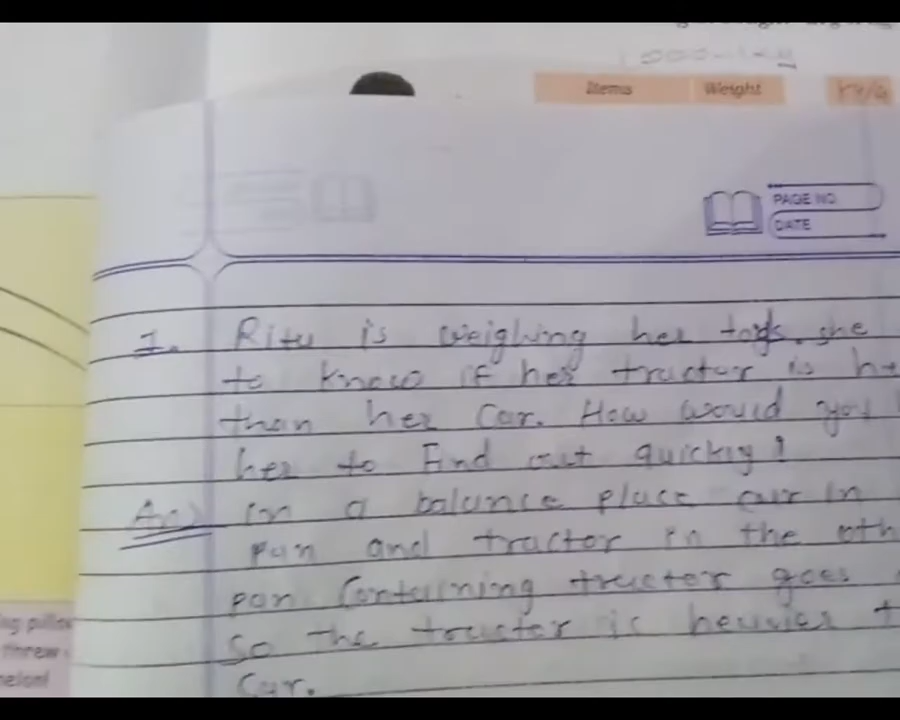 Items Weight
PAGE NO
DATE
1. Ritu is weighing her toys. she
to know if her tractor is
than her Car. How would you
her to Find out quickly?
In a balance place car in
pan and tractor in the oth
pan Containing tractor goes
So the tractor is heavier
Car.
threw